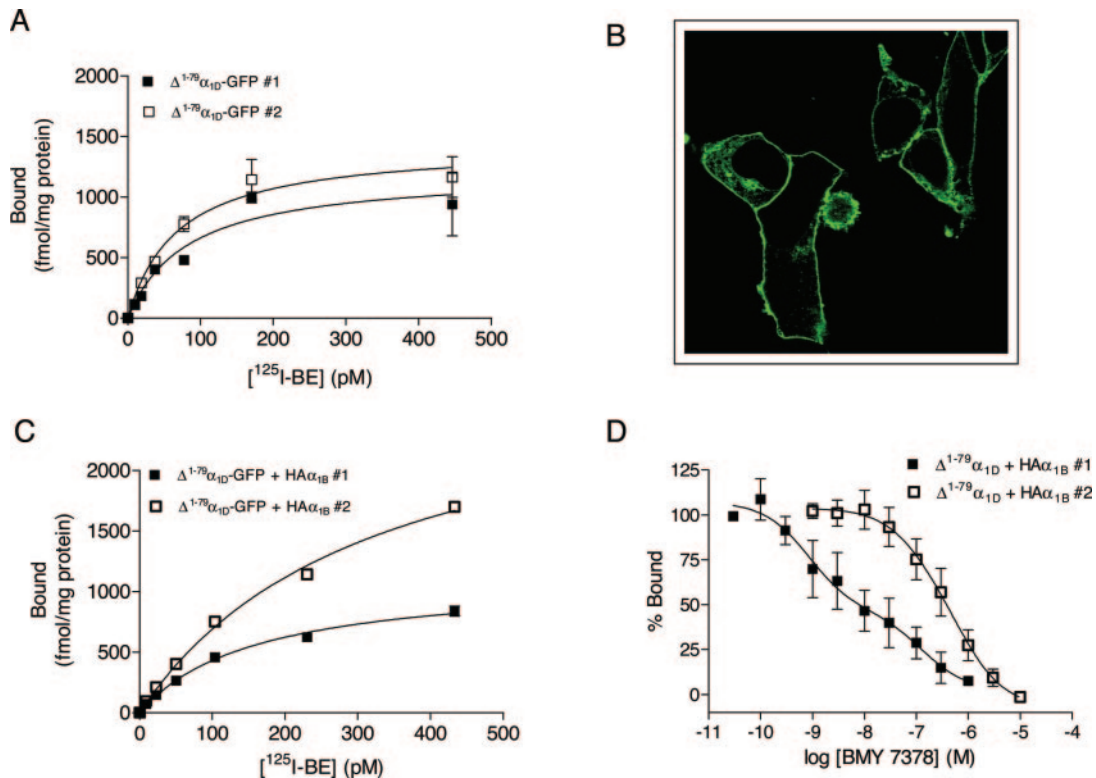 A
2000
1500
1000
500
0
Bound
(fmol/mg protein)
Δ¹⁻⁷⁹α₁D-GFP #1
Δ¹⁻⁷⁹α₁D-GFP #2
0 100 200 300 400 500
[¹²⁵I-BE] (pM)
B
C
2000
1500
1000
500
0
Bound
(fmol/mg protein)
Δ¹⁻⁷⁹α₁D-GFP + HAα₁B #1
Δ¹⁻⁷⁹α₁D-GFP + HAα₁B #2
0 100 200 300 400 500
[¹²⁵I-BE] (pM)
D
125
100
75
50
25
0
% Bound
Δ¹⁻⁷⁹α₁D + HAα₁B #1
Δ¹⁻⁷⁹α₁D + HAα₁B #2
-11 -10 -9 -8 -7 -6 -5 -4
log [BMY 7378] (M)